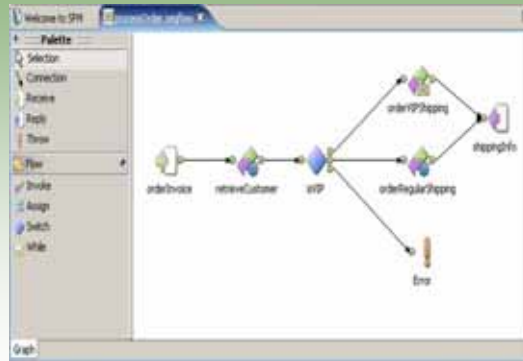 Welcome to SPM
Palette
Selection
Connection
Receive
Reply
Throw
Flow
Invoke
Assign
Switch
While
orderInvoice
retrieveCustomer
isVIP
orderVIPShipping
orderRegularShipping
shippingInfo
Error
Graph